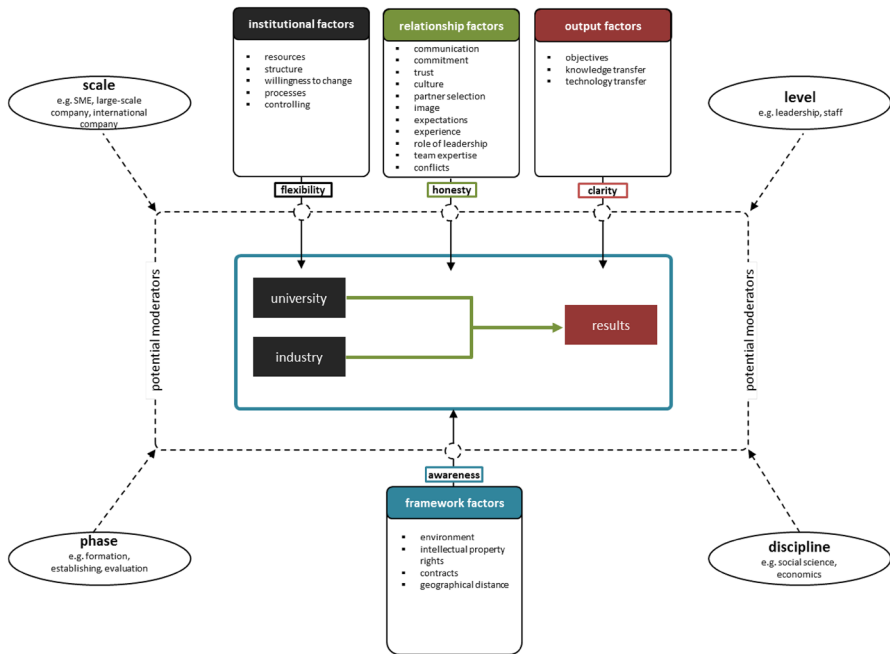 institutional factors
▪ resources
▪ structure
▪ willingness to change
▪ processes
▪ controlling
flexibility
relationship factors
▪ communication
▪ commitment
▪ trust
▪ culture
▪ partner selection
▪ image
▪ expectations
▪ experience
▪ role of leadership
▪ team expertise
▪ conflicts
honesty
output factors
▪ objectives
▪ knowledge transfer
▪ technology transfer
clarity
scale
e.g. SME, large-scale
company, international
company
level
e.g. leadership, staff
potential moderators
university
industry
results
potential moderators
awareness
framework factors
▪ environment
▪ intellectual property
rights
▪ contracts
▪ geographical distance
phase
e.g. formation,
establishing, evaluation
discipline
e.g. social science,
economics